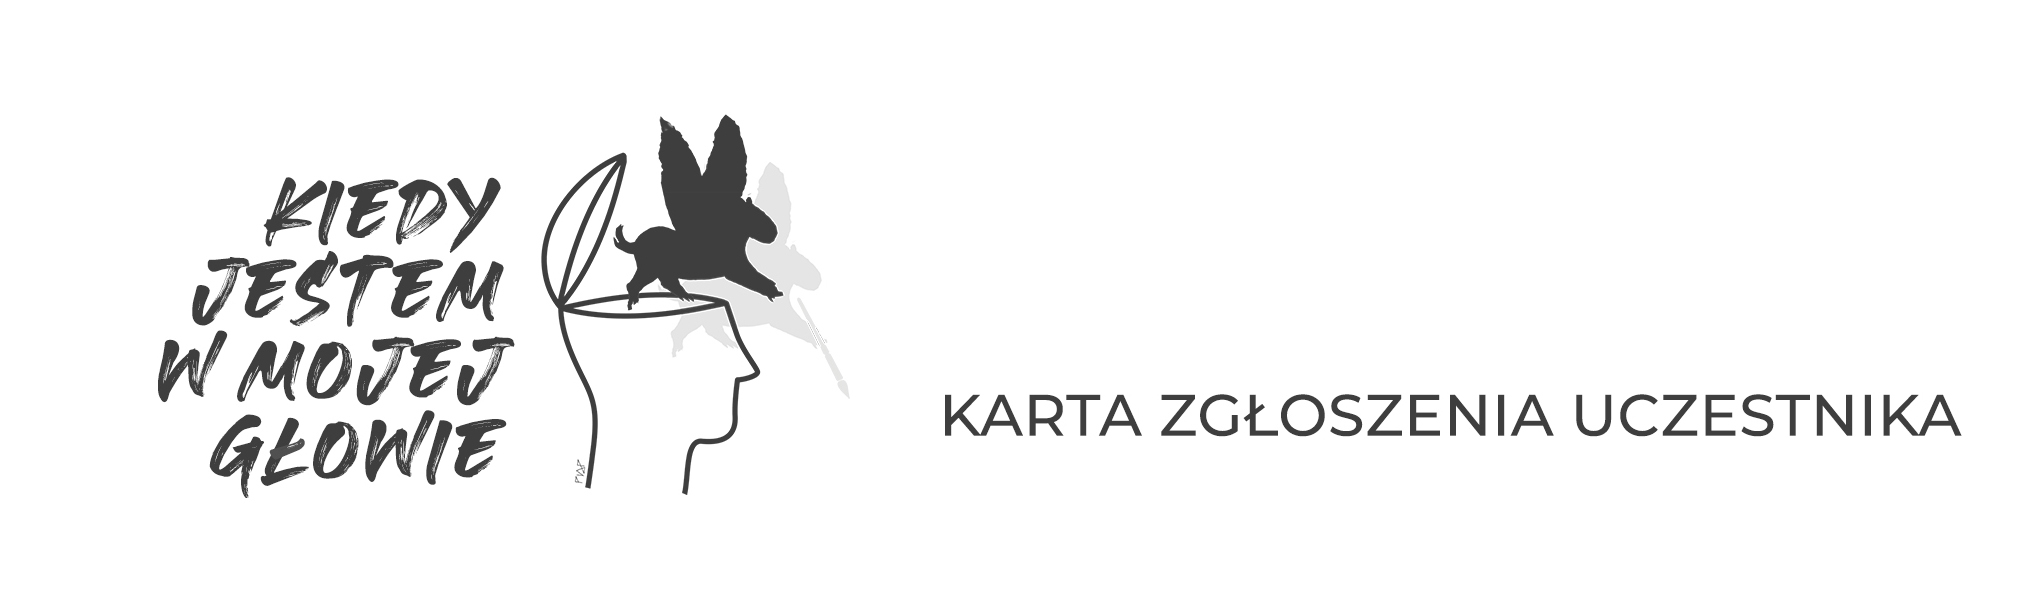 KIEDY
JESTEM
W MOJEJ
GŁOWIE
KARTA ZGŁOSZENIA UCZESTNIKA